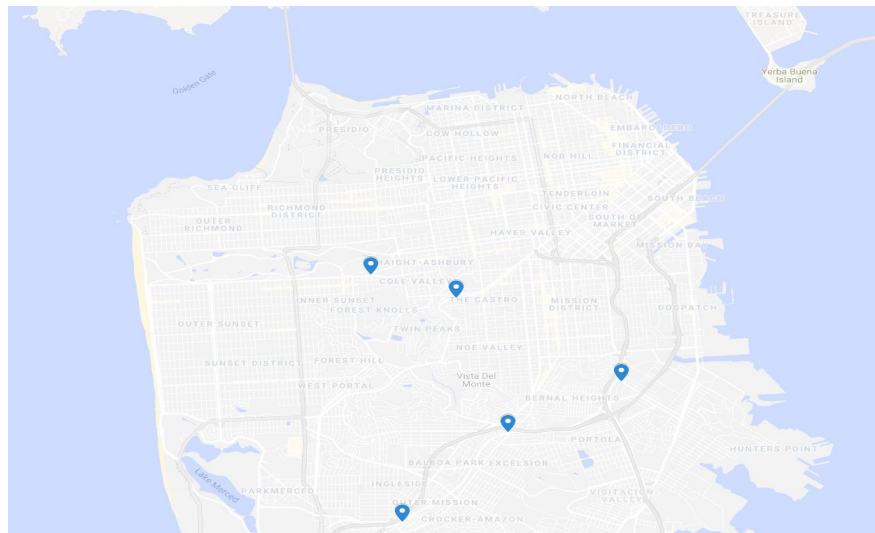 TREASURE
ISLAND
Yerba Buena
Island
Golden Gate
NORTH BEACH
MARINA DISTRICT
EMBARCADERO
PRESIDIO
COW HOLLOW
FINANCIAL
DISTRICT
PACIFIC HEIGHTS
NOB HILL
PRESIDIO
HEIGHTS
LOWER PACIFIC
HEIGHTS
SEA CLIFF
TENDERLOIN
SOUTH BEACH
CIVIC CENTER
RICHMOND
DISTRICT
OUTER
RICHMOND
SOUTH OF
MARKET
HAYES VALLEY
MISSION BAY
HAIGHT-ASHBURY
COLE VALLEY
INNER SUNSET
THE CASTRO
MISSION
DISTRICT
DOGPATCH
FOREST KNOLLS
OUTER SUNSET
TWIN PEAKS
NOE VALLEY
SUNSET DISTRICT
FOREST HILL
Vista Del
Monte
WEST PORTAL
BERNAL HEIGHTS
PORTOLA
HUNTERS POINT
BALBOA PARK
EXCELSIOR
Lake Merced
INGLESIDE
PARKMERCED
VISITACION
VALLEY
OUTER MISSION
CROCKER-AMAZON